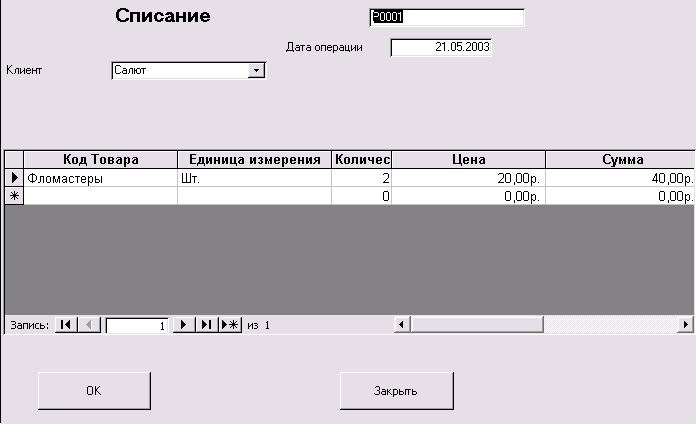 Списание P0001
Дата операции 21.05.2003
Клиент Салют
Код Товара Единица измерения Количес Цена Сумма
Фломастеры Шт. 2 20,00р. 40,00р.
0 0,00р. 0,00р.
Запись: 1 из 1
ОК Закрыть